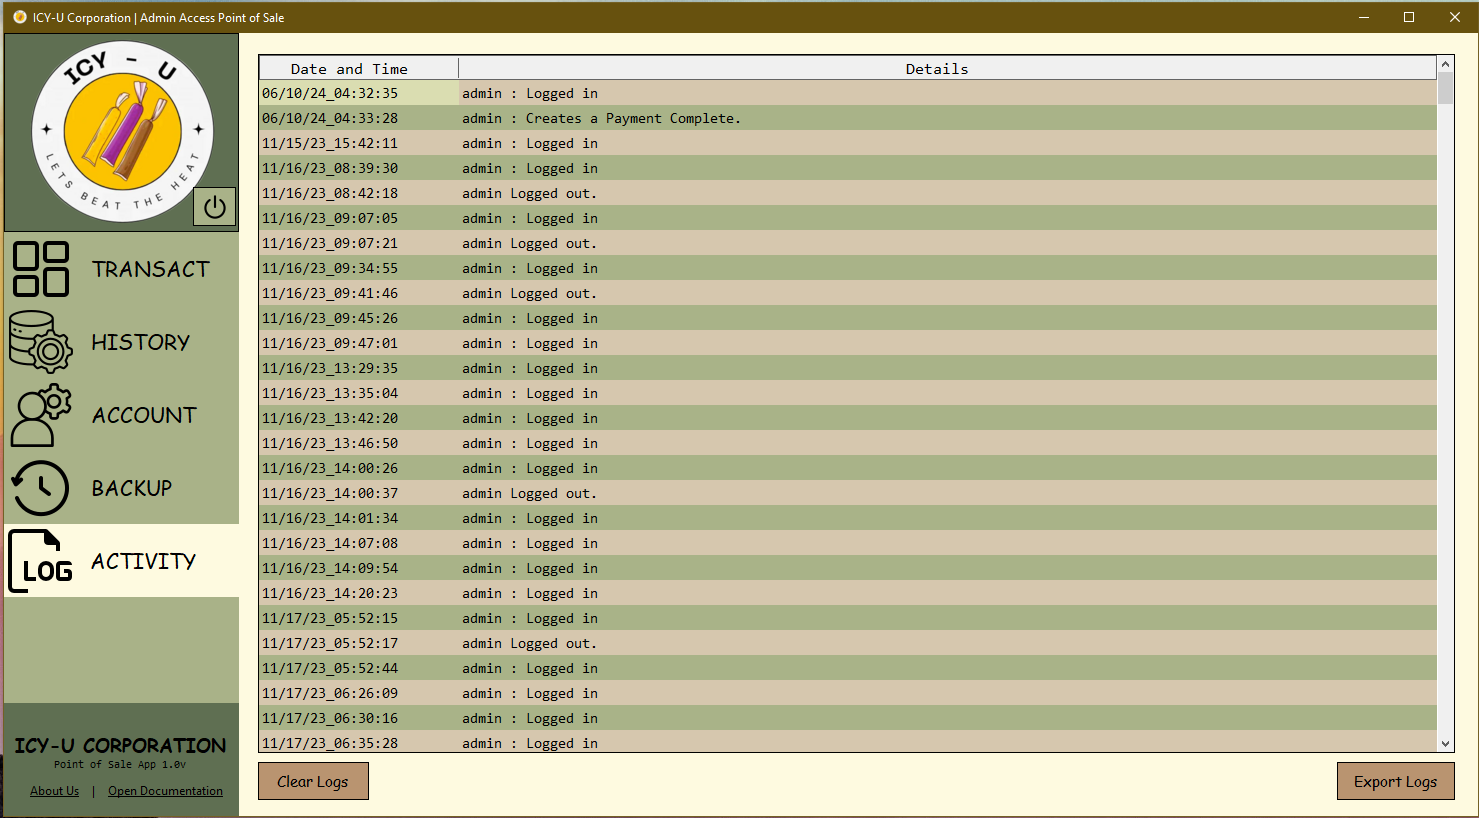 ICY-U Corporation | Admin Access Point of Sale
ICY - U
LETS BEAT THE HEAT
TRANSACT
HISTORY
ACCOUNT
BACKUP
LOG ACTIVITY
ICY-U CORPORATION
Point of Sale App 1.0v
About Us | Open Documentation
Date and Time Details
06/10/24_04:32:35 admin : Logged in
06/10/24_04:33:28 admin : Creates a Payment Complete.
11/15/23_15:42:11 admin : Logged in
11/16/23_08:39:30 admin : Logged in
11/16/23_08:42:18 admin Logged out.
11/16/23_09:07:05 admin : Logged in
11/16/23_09:07:21 admin Logged out.
11/16/23_09:34:55 admin : Logged in
11/16/23_09:41:46 admin Logged out.
11/16/23_09:45:26 admin : Logged in
11/16/23_09:47:01 admin : Logged in
11/16/23_13:29:35 admin : Logged in
11/16/23_13:35:04 admin : Logged in
11/16/23_13:42:20 admin : Logged in
11/16/23_13:46:50 admin : Logged in
11/16/23_14:00:26 admin : Logged in
11/16/23_14:00:37 admin Logged out.
11/16/23_14:01:34 admin : Logged in
11/16/23_14:07:08 admin : Logged in
11/16/23_14:09:54 admin : Logged in
11/16/23_14:20:23 admin : Logged in
11/17/23_05:52:15 admin : Logged in
11/17/23_05:52:17 admin Logged out.
11/17/23_05:52:44 admin : Logged in
11/17/23_06:26:09 admin : Logged in
11/17/23_06:30:16 admin : Logged in
11/17/23_06:35:28 admin : Logged in
Clear Logs
Export Logs